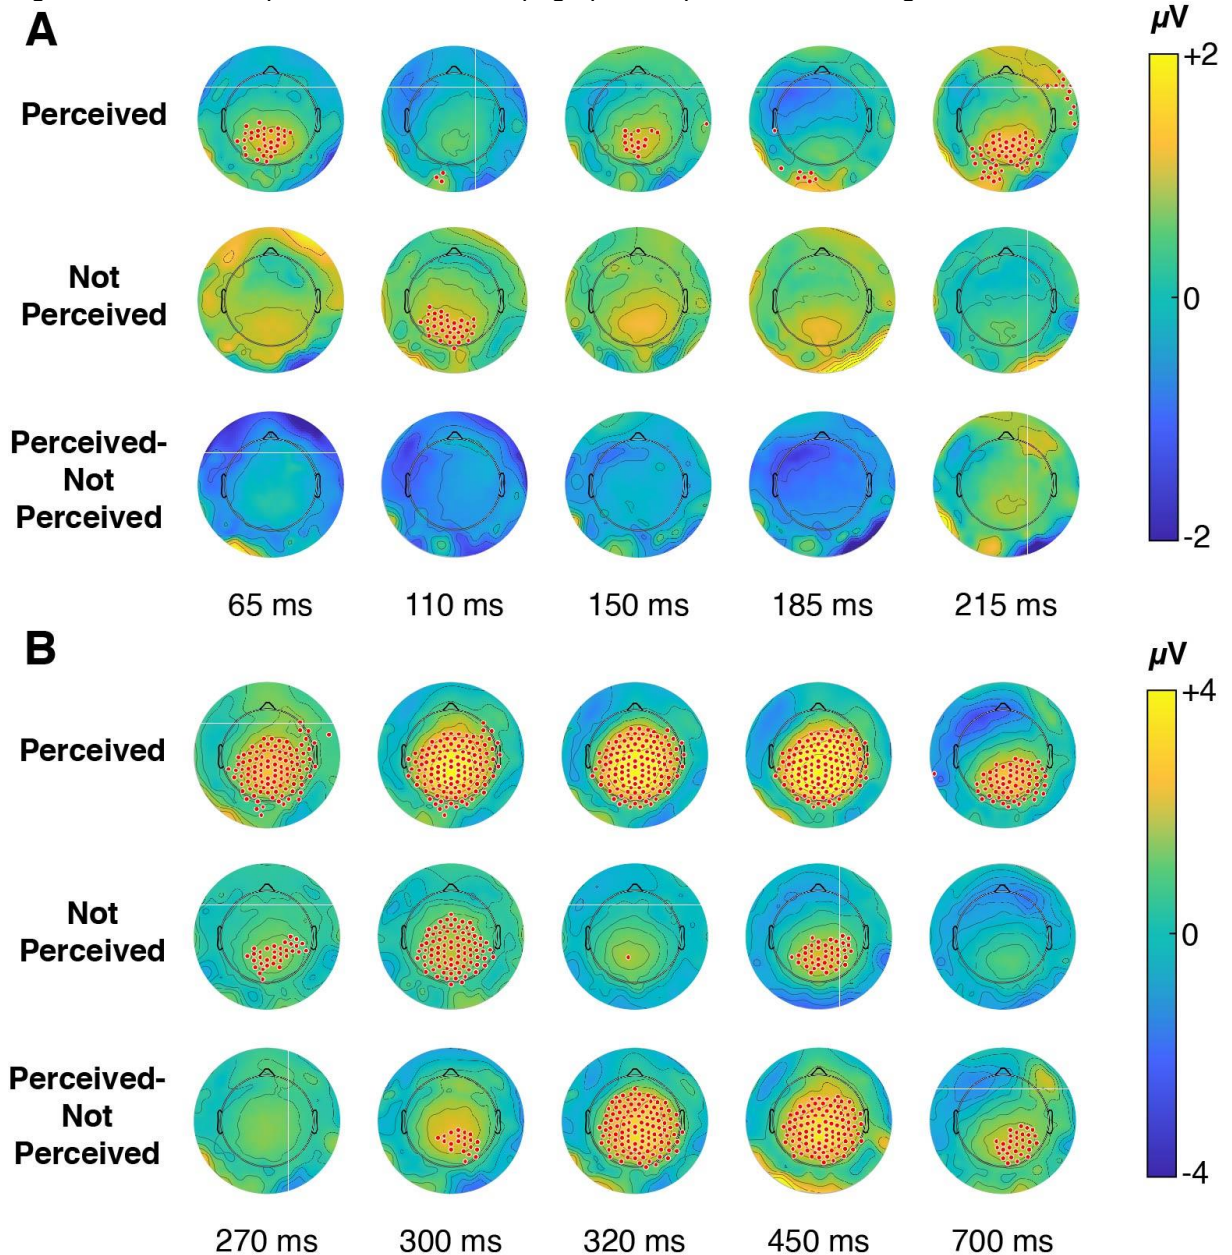 A
µV
+2
Perceived
Not
Perceived
0
Perceived-
Not
Perceived
-2
65 ms 110 ms 150 ms 185 ms 215 ms
B
µV
+4
Perceived
Not
Perceived
0
Perceived-
Not
Perceived
-4
270 ms 300 ms 320 ms 450 ms 700 ms